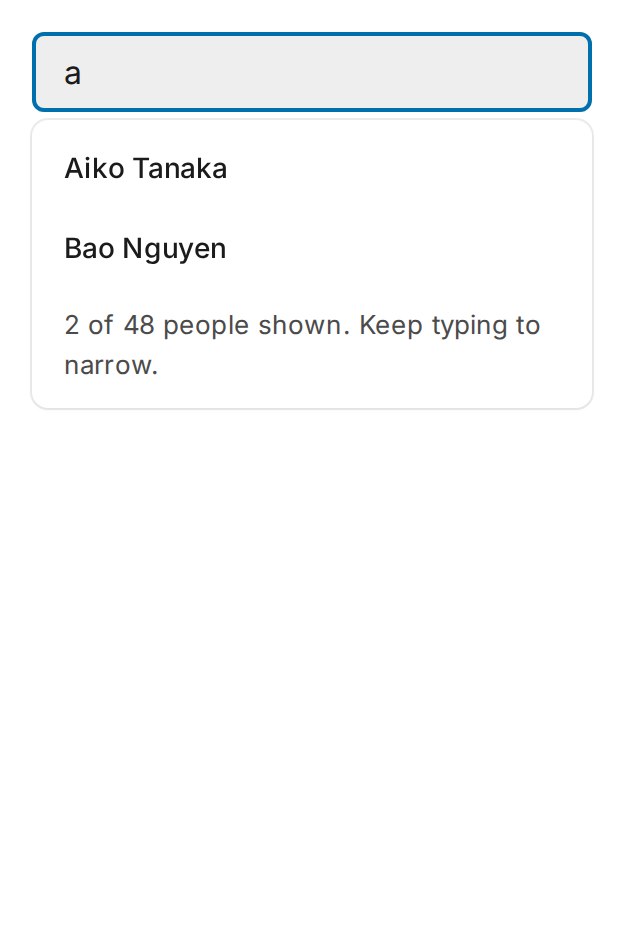 a
Aiko Tanaka
Bao Nguyen
2 of 48 people shown. Keep typing to
narrow.